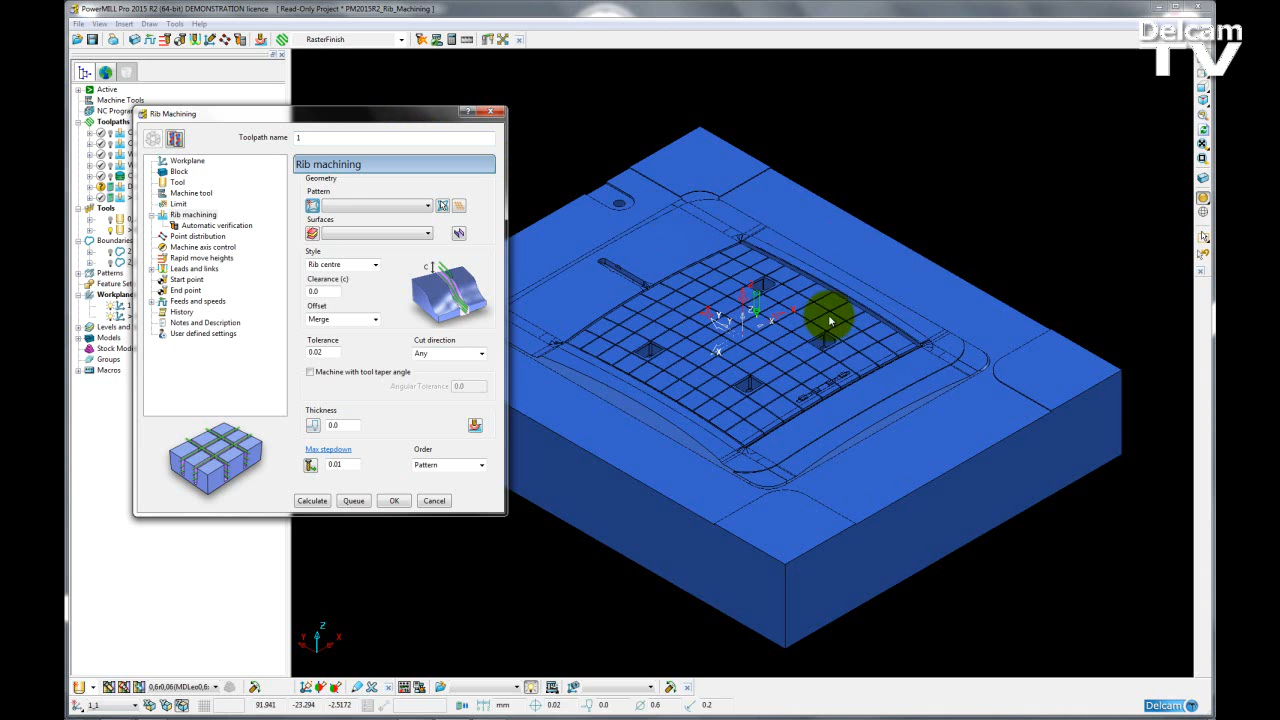 PowerMILL Pro 2015 R2 (64-bit) DEMONSTRATION licence [ Read-Only Project * PM2015R2_Rib_Machining ]
Delcam
TV
File View Insert Draw Tools Help
RasterFinish
Active
Machine Tools
NC Progra
Toolpaths
Tools
Boundaries
Patterns
Feature Set
Workplane
Levels and
Models
Stock Mode
Groups
Macros
Rib Machining
Toolpath name 1
Workplane
Block
Tool
Machine tool
Limit
Rib machining
Automatic verification
Point distribution
Machine axis control
Rapid move heights
Leads and links
Start point
End point
Feeds and speeds
History
Notes and Description
User defined settings
Rib machining
Geometry
Pattern
Surfaces
Style
Rib centre
Clearance (c)
0.0
C
Offset
Merge
Tolerance
0.02
Cut direction
Any
Machine with tool taper angle
Angular Tolerance 0.0
Thickness
0.0
Max stepdown
0.01
Order
Pattern
Calculate Queue OK Cancel
Z
Y X
0,6r0,06(MDLeo0,6:
1_1 91.941 -23.294 -2.5172 mm 0.02 0.0 0.6 0.2
Delcam